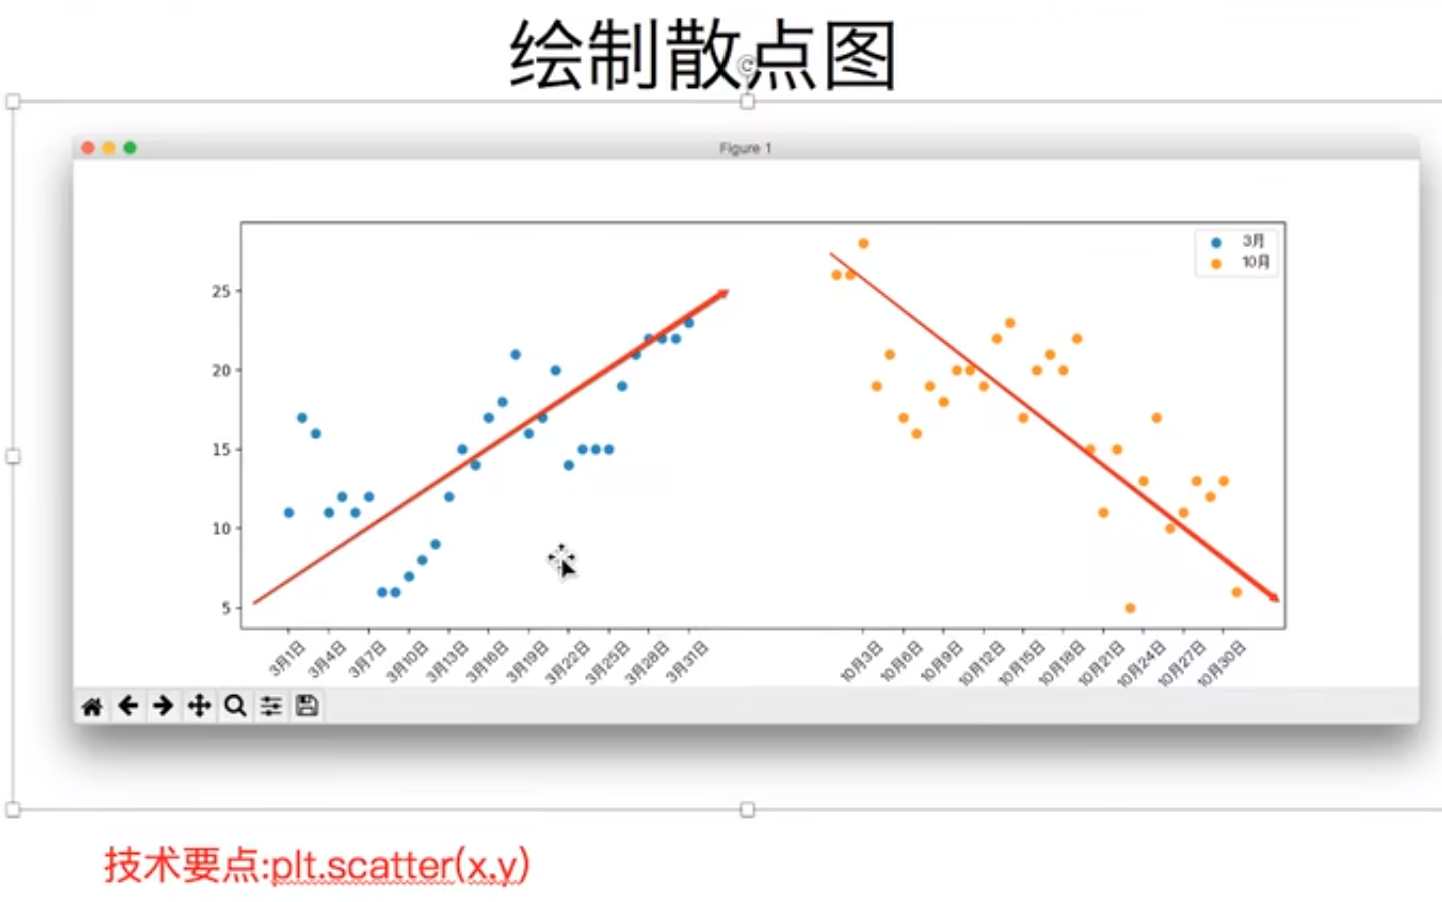 绘制散点图
Figure 1
3月
10月
25
20
15
10
5
3月1日
3月4日
3月7日
3月10日
3月13日
3月16日
3月19日
3月22日
3月25日
3月28日
3月31日
10月3日
10月6日
10月9日
10月12日
10月15日
10月18日
10月21日
10月24日
10月27日
10月30日
技术要点:plt.scatter(x,y)